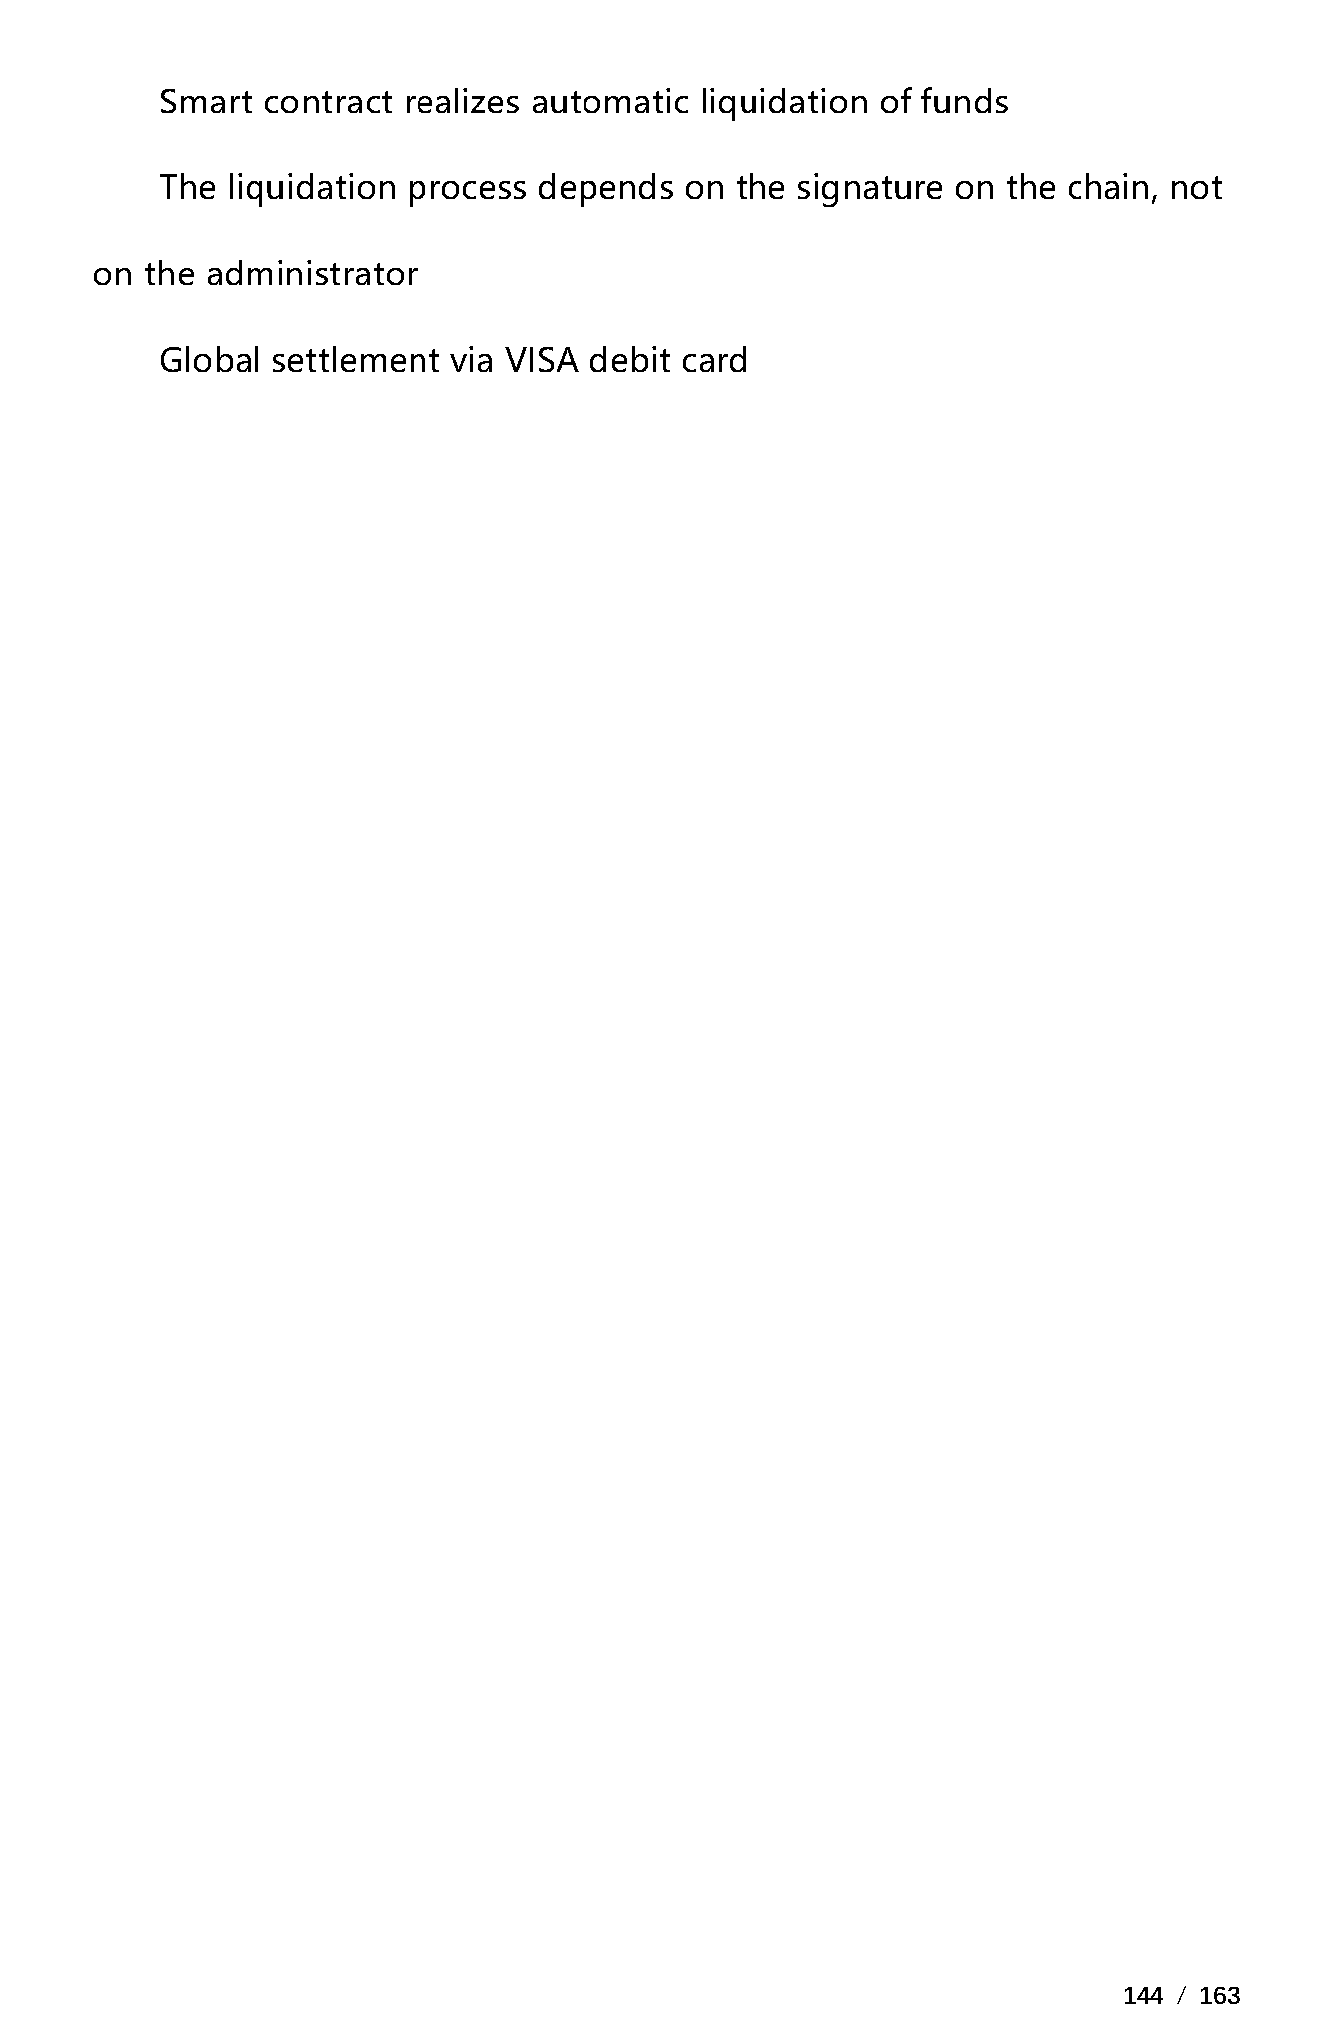 Smart contract realizes automatic liquidation of funds
The liquidation process depends on the signature on the chain, not
on the administrator
Global settlement via VISA debit card
144 / 163